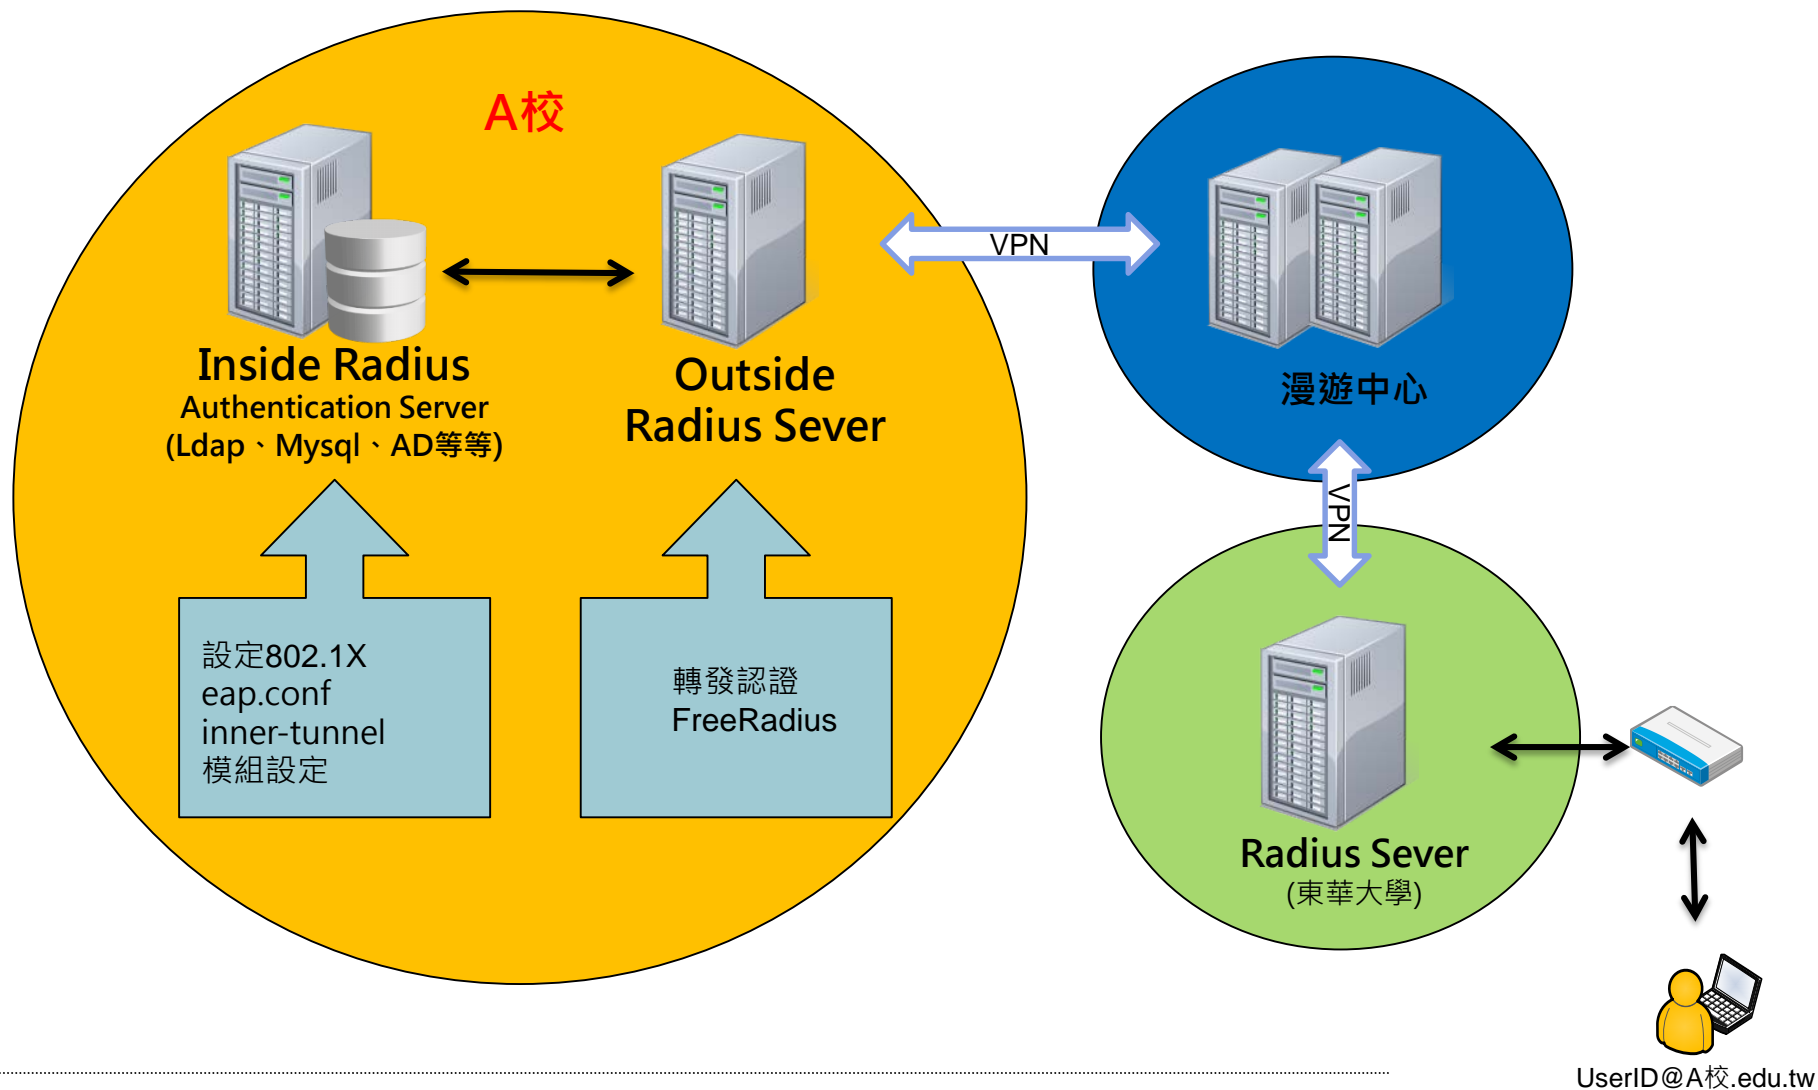 A校
Inside Radius
Authentication Server
(Ldap、Mysql、AD等等)
Outside
Radius Sever
設定802.1X
eap.conf
inner-tunnel
模組設定
轉發認證
FreeRadius
VPN
漫遊中心
VPN
Radius Sever
(東華大學)
UserID@A校.edu.tw